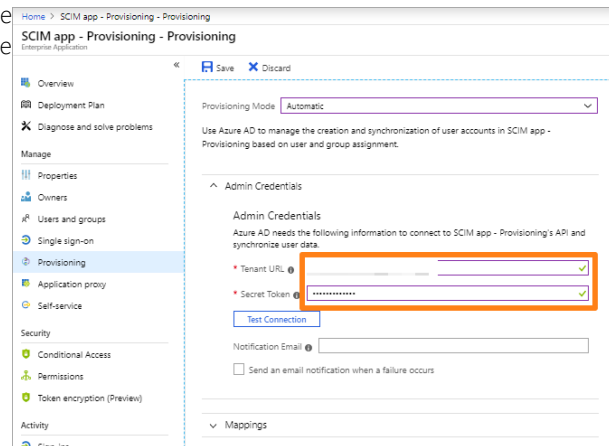 e
Home > SCIM app - Provisioning - Provisioning
SCIM app - Provisioning - Provisioning
e
Enterprise Application
«
Save
Discard
Overview
Deployment Plan
Diagnose and solve problems
Manage
Properties
Owners
Users and groups
Single sign-on
Provisioning
Application proxy
Self-service
Security
Conditional Access
Permissions
Token encryption (Preview)
Activity
Provisioning Mode Automatic
Use Azure AD to manage the creation and synchronization of user accounts in SCIM app -
Provisioning based on user and group assignment.
Admin Credentials
Admin Credentials
Azure AD needs the following information to connect to SCIM app - Provisioning's API and
synchronize user data.
* Tenant URL
* Secret Token •••••••••••••
Test Connection
Notification Email
Send an email notification when a failure occurs
Mappings